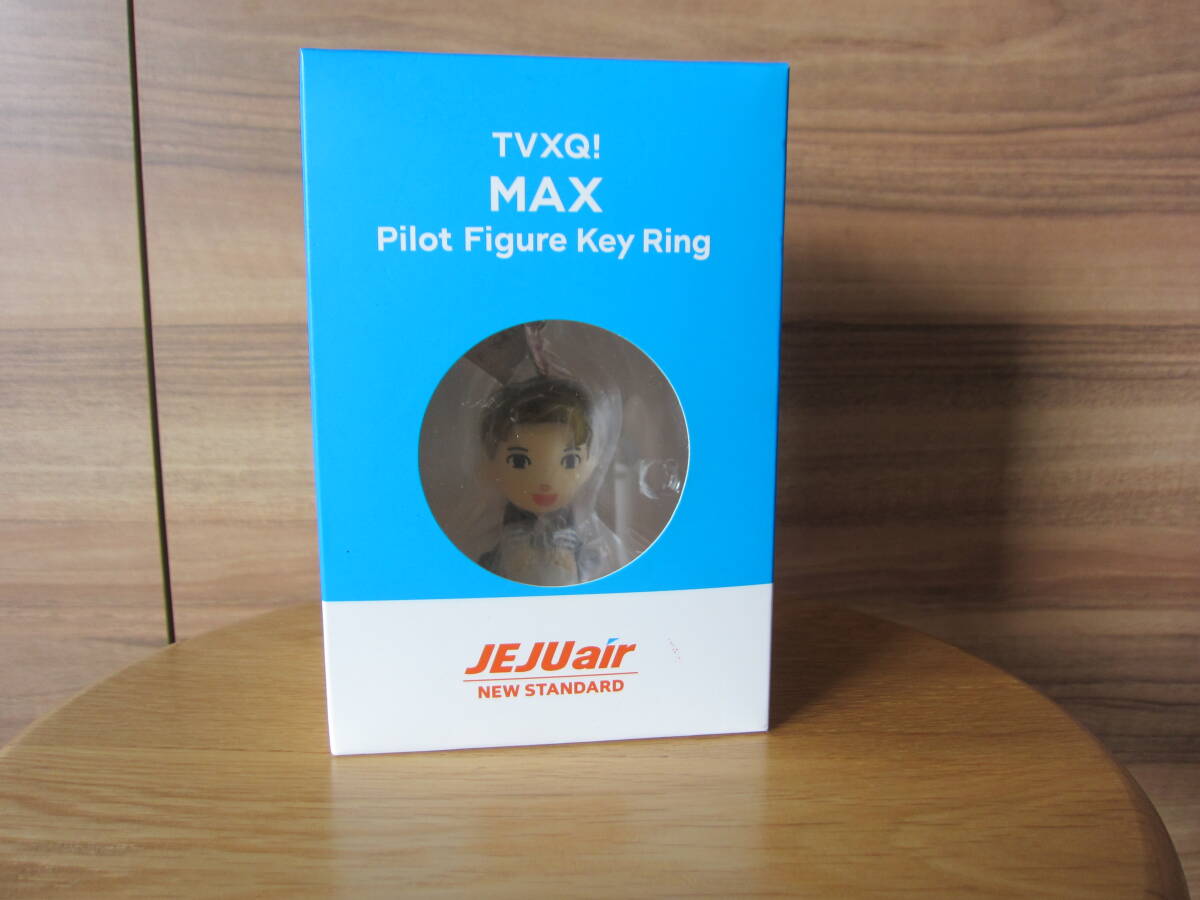 TVXQ!
MAX
Pilot Figure Key Ring
JEJUair
NEW STANDARD